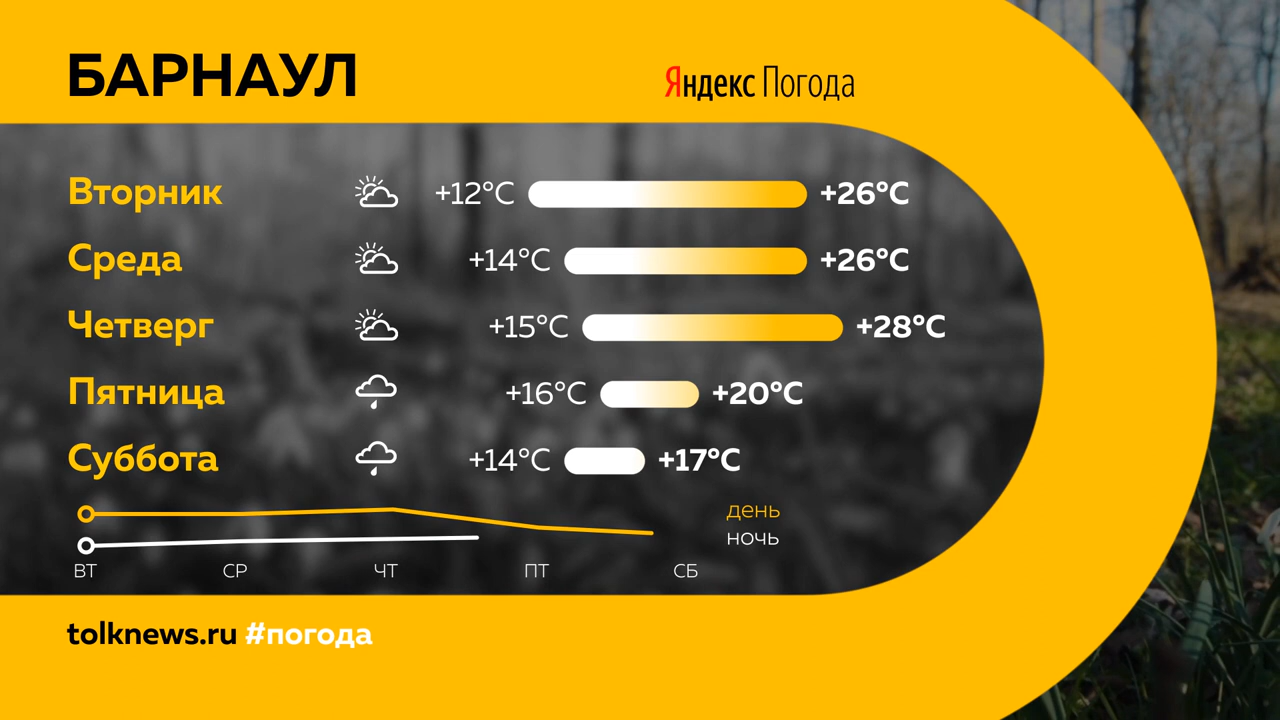 БАРНАУЛ
Яндекс Погода
Вторник +12°C +26°C
Среда +14°C +26°C
Четверг +15°C +28°C
Пятница +16°C +20°C
Суббота +14°C +17°C
день
ночь
ВТ СР ЧТ ПТ СБ
tolknews.ru #погода